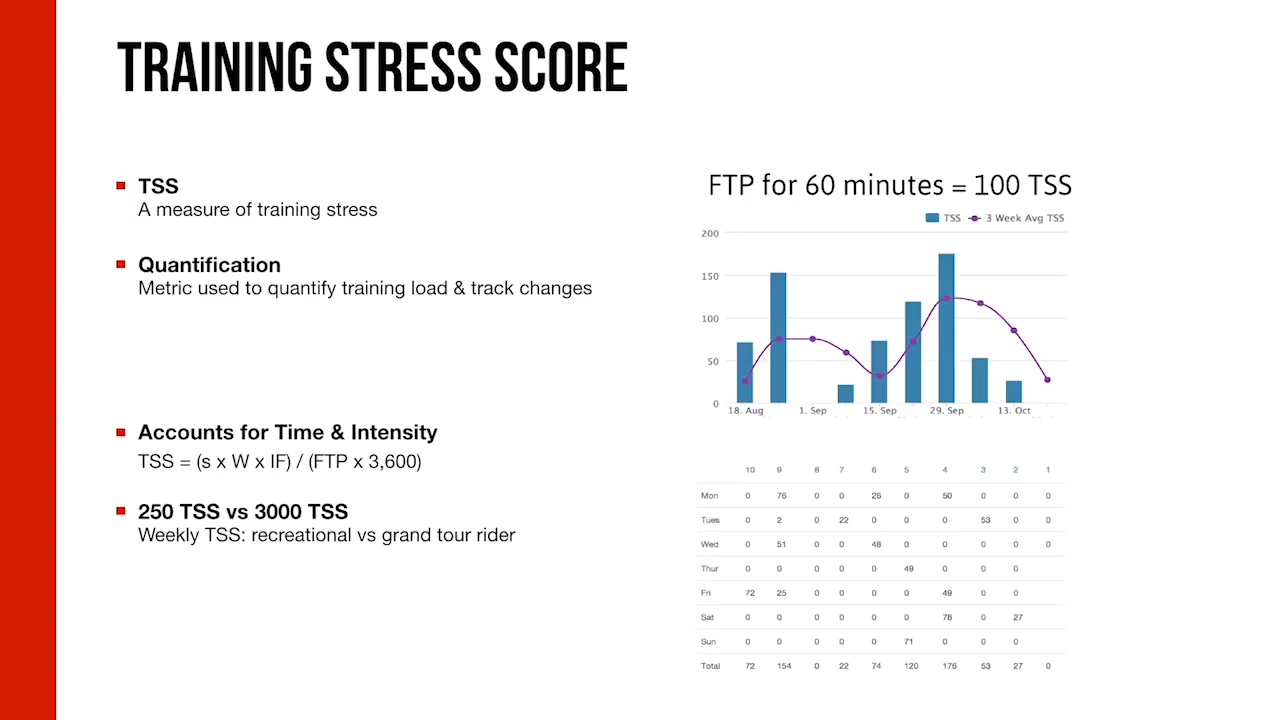 TRAINING STRESS SCORE
TSS
A measure of training stress
Quantification
Metric used to quantify training load & track changes
Accounts for Time & Intensity
TSS = (s x W x IF) / (FTP x 3,600)
250 TSS vs 3000 TSS
Weekly TSS: recreational vs grand tour rider
FTP for 60 minutes = 100 TSS
TSS 3 Week Avg TSS
200
150
100
50
0
18. Aug 1. Sep 15. Sep 29. Sep 13. Oct
10 9 8 7 6 5 4 3 2 1
Mon 0 76 0 0 26 0 50 0 0 0
Tues 0 2 0 22 0 0 0 53 0 0
Wed 0 51 0 0 48 0 0 0 0 0
Thur 0 0 0 0 0 49 0 0 0
Fri 72 25 0 0 0 0 49 0 0
Sat 0 0 0 0 0 0 78 0 27
Sun 0 0 0 0 0 71 0 0 0
Total 72 154 0 22 74 120 176 53 27 0